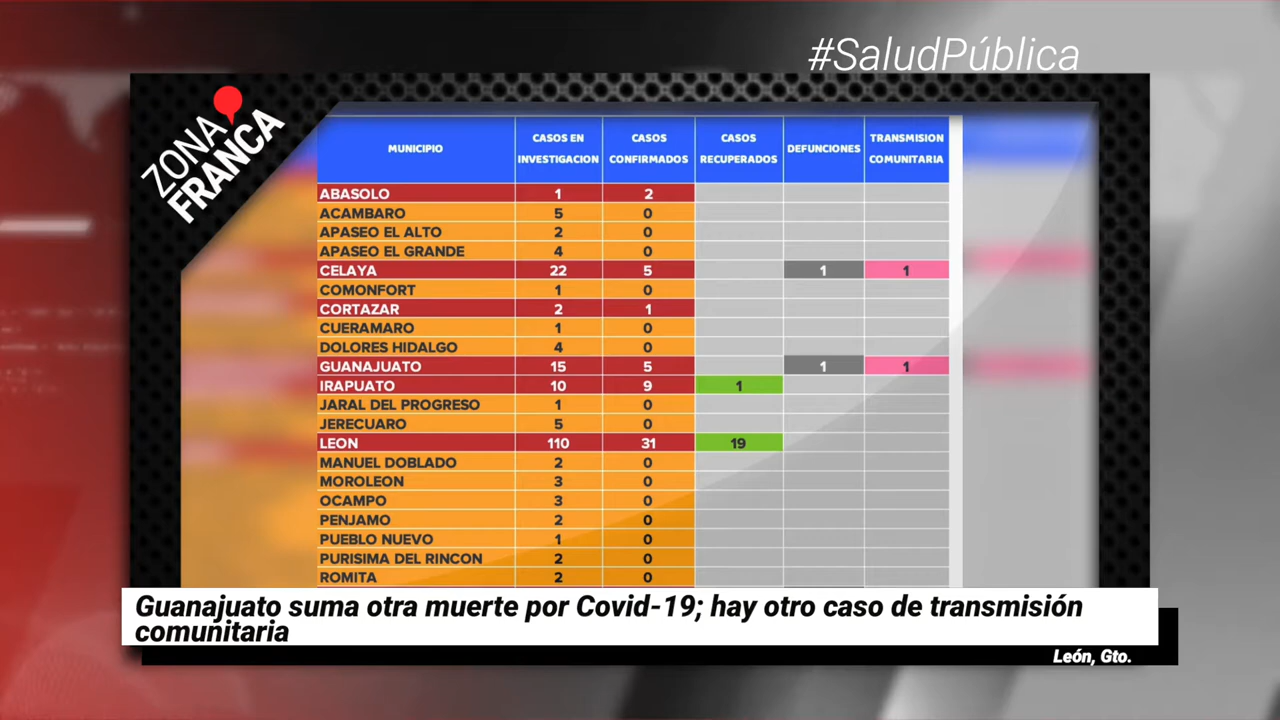 #SaludPública
ZONA
FRANCA
MUNICIPIO
CASOS EN
INVESTIGACION
CASOS
CONFIRMADOS
CASOS
RECUPERADOS
DEFUNCIONES
TRANSMISION
COMUNITARIA
ABASOLO 1 2
ACAMBARO 5 0
APASEO EL ALTO 2 0
APASEO EL GRANDE 4 0
CELAYA 22 5 1 1
COMONFORT 1 0
CORTAZAR 2 1
CUERAMARO 1 0
DOLORES HIDALGO 4 0
GUANAJUATO 15 5 1 1
IRAPUATO 10 9 1
JARAL DEL PROGRESO 1 0
JERECUARO 5 0
LEON 110 31 19
MANUEL DOBLADO 2 0
MOROLEON 3 0
OCAMPO 3 0
PENJAMO 2 0
PUEBLO NUEVO 1 0
PURISIMA DEL RINCON 2 0
ROMITA 2 0
Guanajuato suma otra muerte por Covid-19; hay otro caso de transmisión
comunitaria
León, Gto.